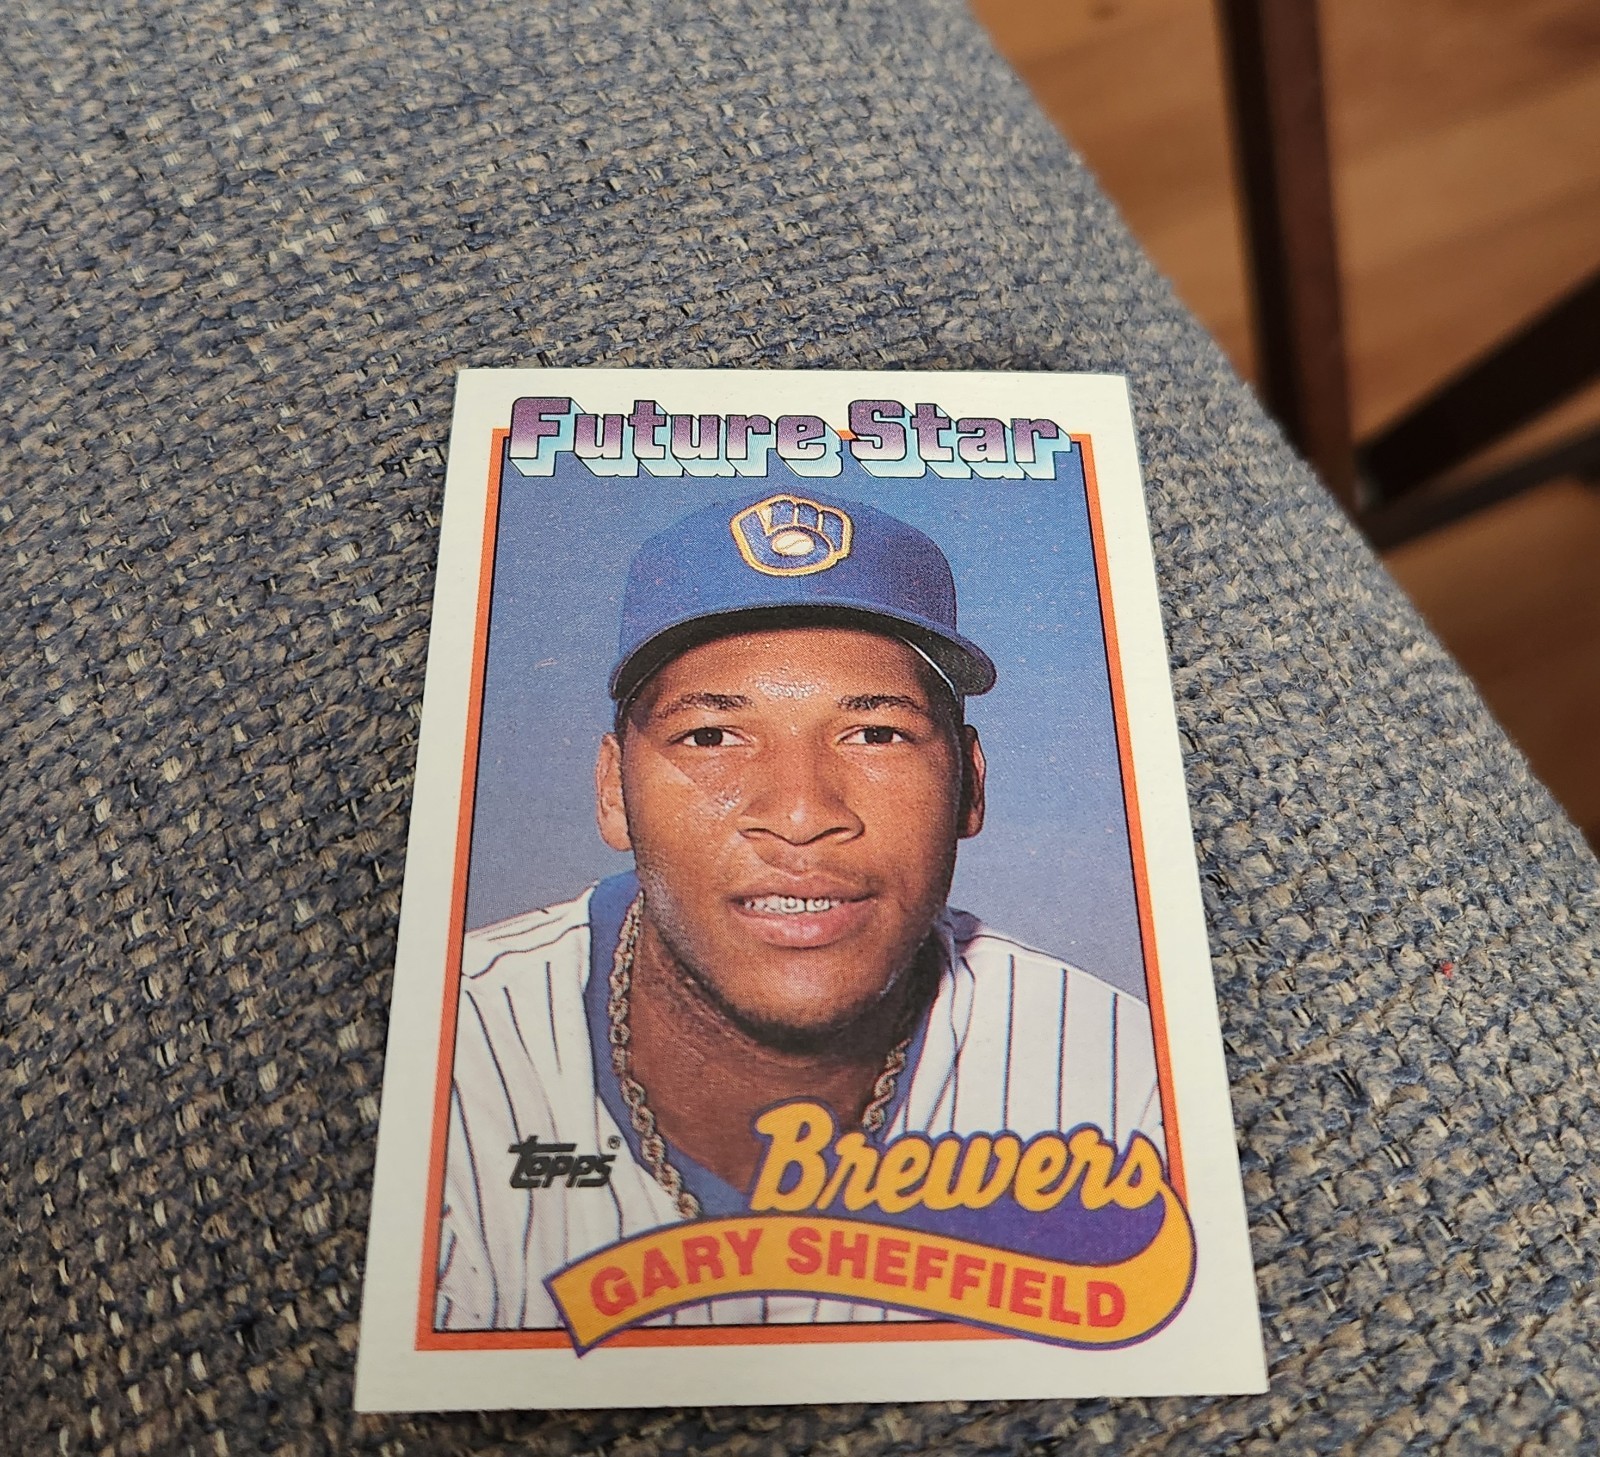 Future Star
topps®
Brewers
GARY SHEFFIELD